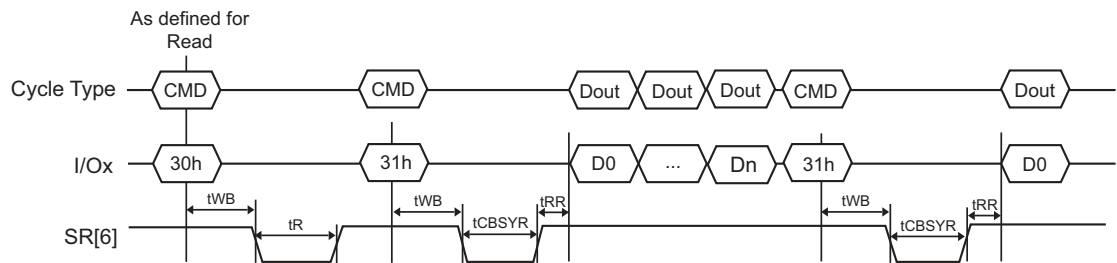 As defined for
Read
Cycle Type CMD CMD Dout Dout Dout CMD Dout
I/Ox 30h 31h D0 ... Dn 31h D0
tWB tR tWB tCBSYR tRR tWB tCBSYR tRR
SR[6]